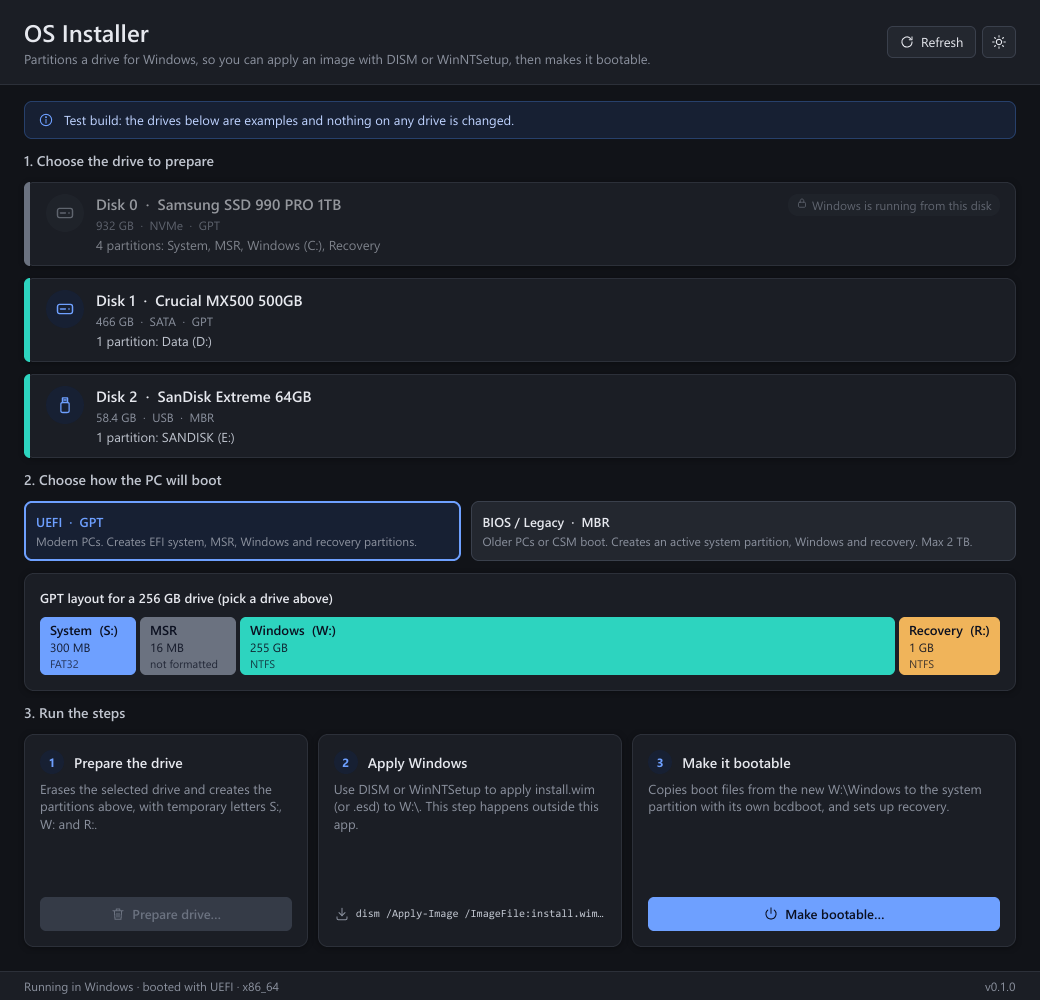 OS Installer
Partitions a drive for Windows, so you can apply an image with DISM or WinNTSetup, then makes it bootable.
Refresh
Test build: the drives below are examples and nothing on any drive is changed.
1. Choose the drive to prepare
Disk 0 · Samsung SSD 990 PRO 1TB
Windows is running from this disk
932 GB · NVMe · GPT
4 partitions: System, MSR, Windows (C:), Recovery
Disk 1 · Crucial MX500 500GB
466 GB · SATA · GPT
1 partition: Data (D:)
Disk 2 · SanDisk Extreme 64GB
58.4 GB · USB · MBR
1 partition: SANDISK (E:)
2. Choose how the PC will boot
UEFI · GPT
Modern PCs. Creates EFI system, MSR, Windows and recovery partitions.
BIOS / Legacy · MBR
Older PCs or CSM boot. Creates an active system partition, Windows and recovery. Max 2 TB.
GPT layout for a 256 GB drive (pick a drive above)
System (S:)
300 MB
FAT32
MSR
16 MB
not formatted
Windows (W:)
255 GB
NTFS
Recovery (R:)
1 GB
NTFS
3. Run the steps
1 Prepare the drive
Erases the selected drive and creates the
partitions above, with temporary letters S:,
W: and R:.
Prepare drive...
2 Apply Windows
Use DISM or WinNTSetup to apply install.wim
(or .esd) to W:\. This step happens outside this
app.
dism /Apply-Image /ImageFile:install.wim…
3 Make it bootable
Copies boot files from the new W:\Windows to the system
partition with its own bcdboot, and sets up recovery.
Make bootable...
Running in Windows · booted with UEFI · x86_64
v0.1.0